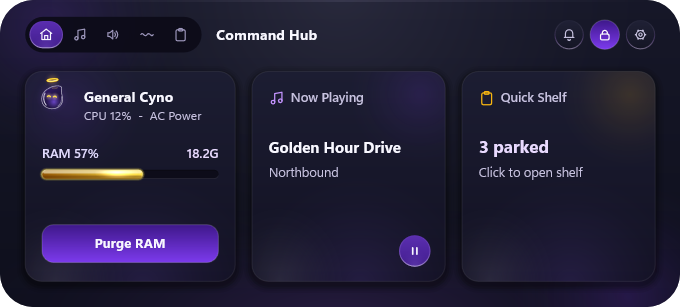 Command Hub
General Cyno
CPU 12% - AC Power
RAM 57% 18.2G
Purge RAM
Now Playing
Golden Hour Drive
Northbound
Quick Shelf
3 parked
Click to open shelf